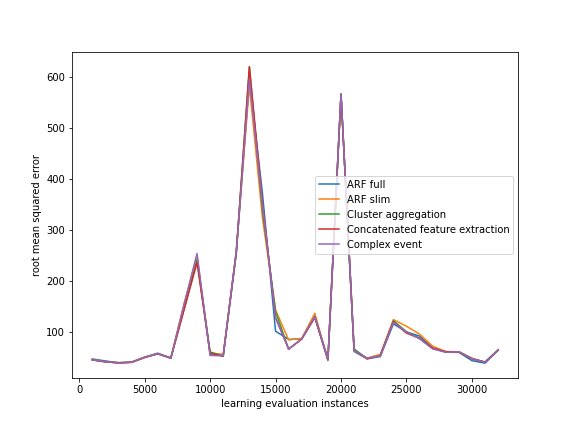 600
500
400
300
200
100
root mean squared error
0
5000
10000
15000
20000
25000
30000
learning evaluation instances
ARF full
ARF slim
Cluster aggregation
Concatenated feature extraction
Complex event